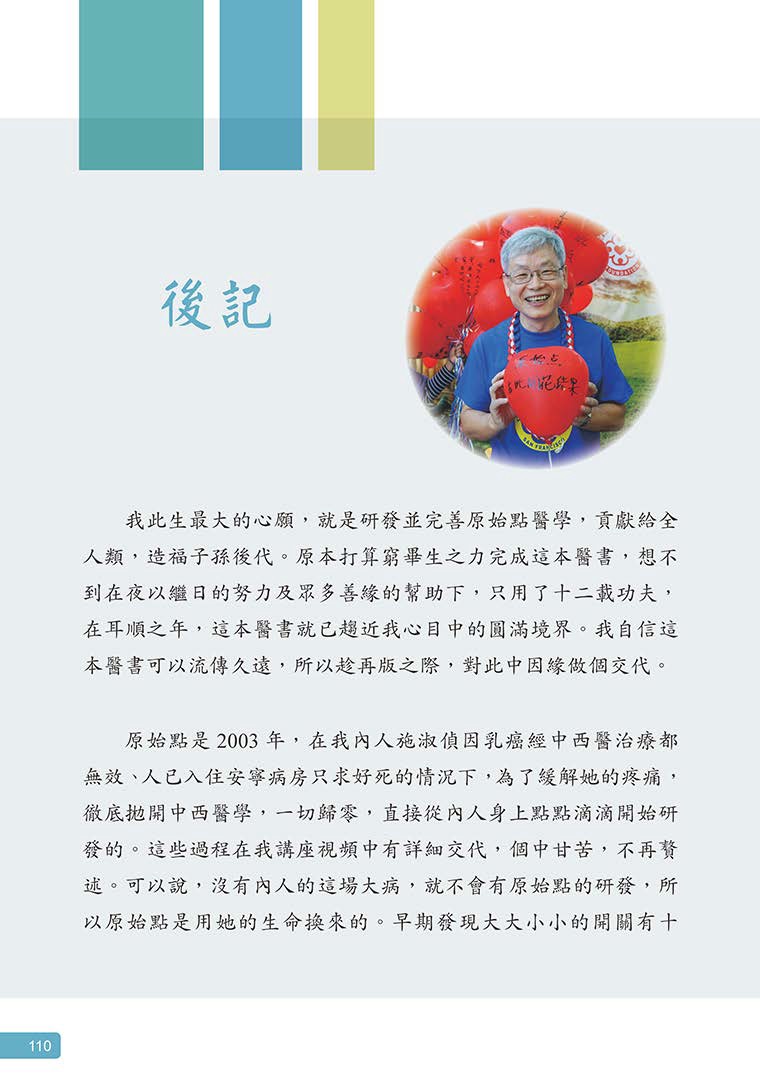 後記
FOUNDATION
原始点
結果
SAN FRANCISCO
我此生最大的心願，就是研發並完善原始點醫學，貢獻給全
人類，造福子孫後代。原本打算窮畢生之力完成這本醫書，想不
到在夜以繼日的努力及眾多善緣的幫助下，只用了十二載功夫，
在耳順之年，這本醫書就已趨近我心目中的圓滿境界。我自信這
本醫書可以流傳久遠，所以趁再版之際，對此中因緣做個交代。
原始點是 2003 年，在我內人施淑偵因乳癌經中西醫治療都
無效、人已入住安寧病房只求好死的情況下，為了緩解她的疼痛，
徹底拋開中西醫學，一切歸零，直接從內人身上點點滴滴開始研
發的。這些過程在我講座視頻中有詳細交代，個中甘苦，不再贅
述。可以說，沒有內人的這場大病，就不會有原始點的研發，所
以原始點是用她的生命換來的。早期發現大大小小的開關有十
110